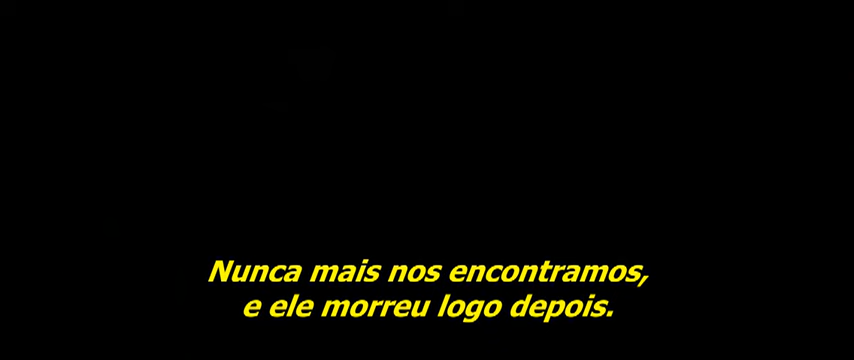 Nunca mais nos encontramos,
e ele morreu logo depois.